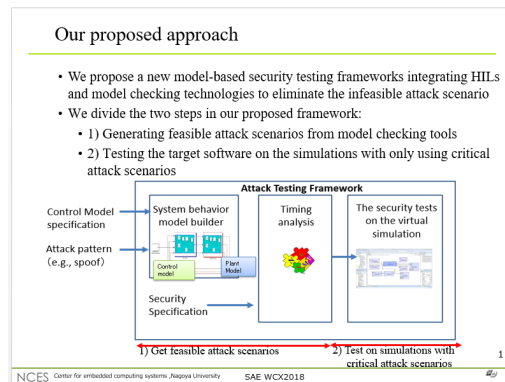 Our proposed approach
• We propose a new model-based security testing frameworks integrating HILs
and model checking technologies to eliminate the infeasible attack scenario
• We divide the two steps in our proposed framework:
• 1) Generating feasible attack scenarios from model checking tools
• 2) Testing the target software on the simulations with only using critical
attack scenarios
Attack Testing Framework
Control Model
specification
Attack pattern
(e.g., spoof)
System behavior
model builder
Control
model
Plant
Model
Security
Specification
Timing
analysis
The security tests
on the virtual
simulation
1) Get feasible attack scenarios
2) Test on simulations with
critical attack scenarios
1
NCES Center for embedded computing systems ,Nagoya University
SAE WCX2018